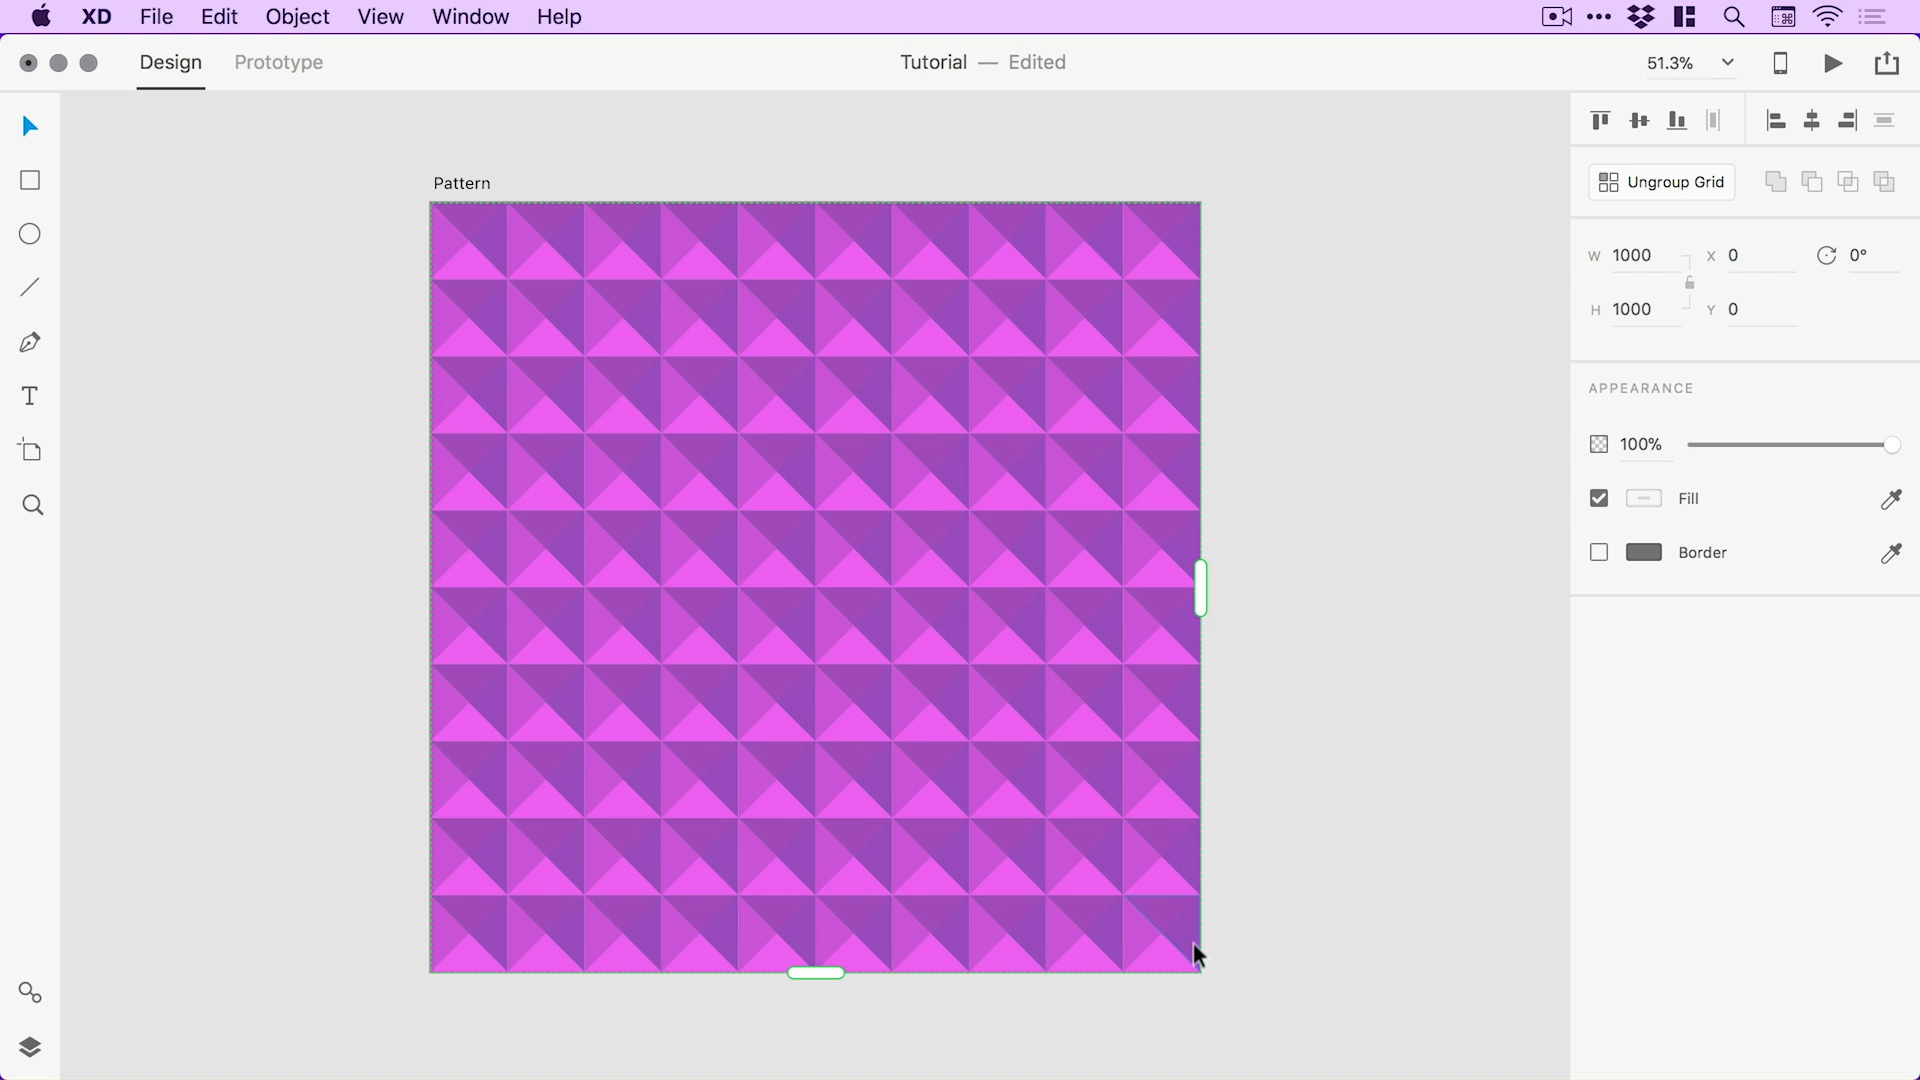 XD File Edit Object View Window Help
Design Prototype Tutorial — Edited 51.3%
Pattern
Ungroup Grid
W 1000 X 0 0°
H 1000 Y 0
APPEARANCE
100%
Fill
Border